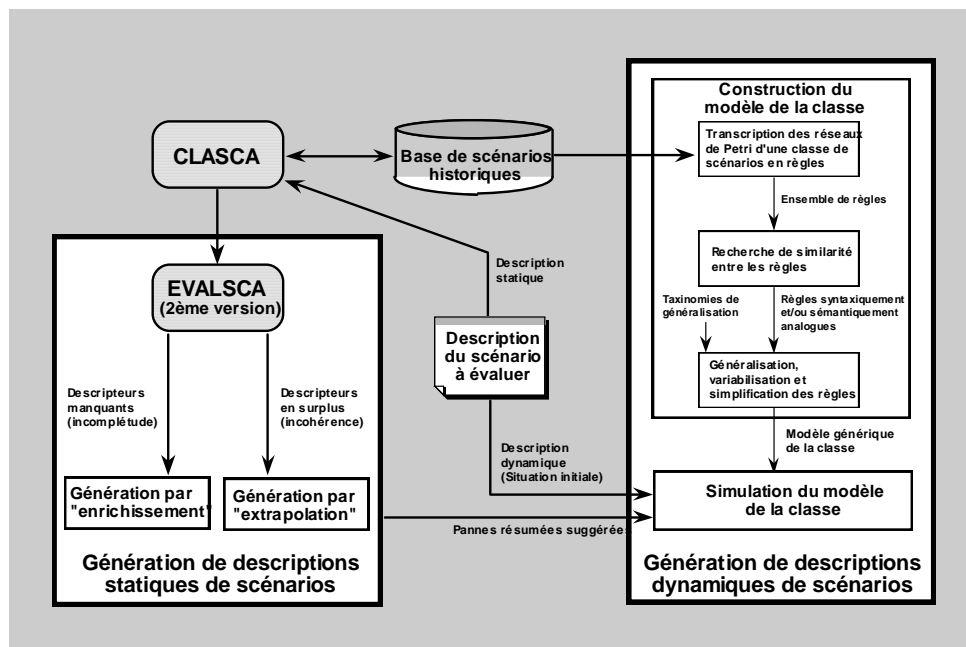 CLASCA
Base de scénarios
historiques
Construction du
modèle de la classe
Transcription des réseaux
de Petri d'une classe de
scénarios en règles
Ensemble de règles
Recherche de similarité
entre les règles
Taxinomies de
généralisation
Règles syntaxiquement
et/ou sémantiquement
analogues
Généralisation,
variabilisation et
simplification des règles
Modèle générique
de la classe
Simulation du modèle
de la classe
Génération de descriptions
dynamiques de scénarios
Description
statique
Description
du scénario
à évaluer
Description
dynamique
(Situation initiale)
Pannes résumées suggérées
EVALSCA
(2ème version)
Descripteurs
manquants
(incomplétude)
Descripteurs
en surplus
(incohérence)
Génération par
"enrichissement"
Génération par
"extrapolation"
Génération de descriptions
statiques de scénarios